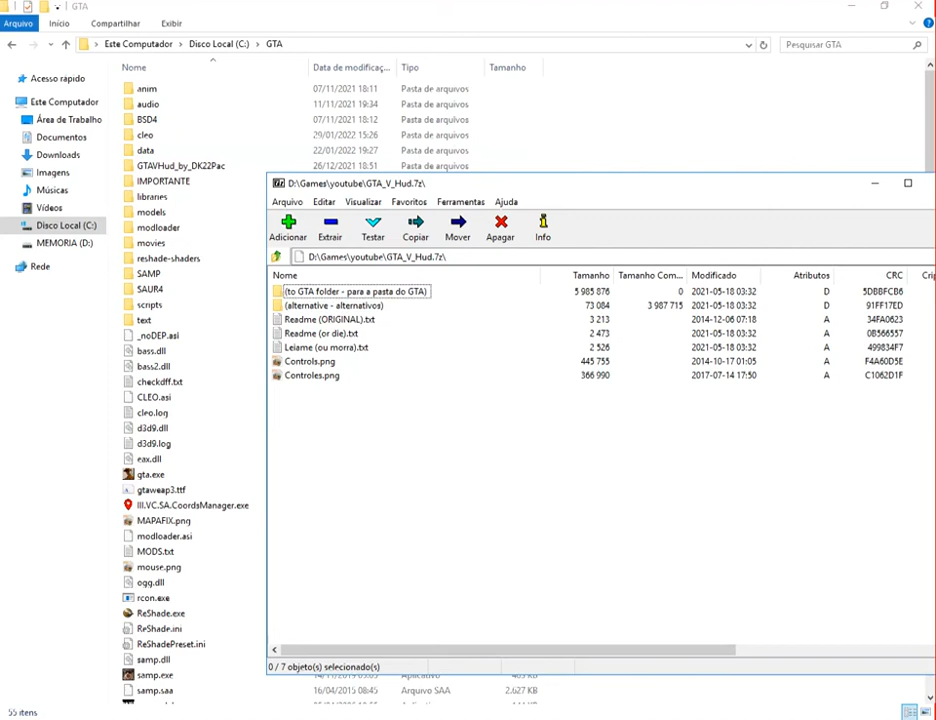 GTA
Arquivo Início Compartilhar Exibir
Este Computador > Disco Local (C:) > GTA
Pesquisar GTA
Nome Data de modificaç... Tipo Tamanho
Acesso rápido
Este Computador
Área de Trabalho
Documentos
Downloads
Imagens
Músicas
Vídeos
Disco Local (C:)
MEMORIA (D:)
Rede
anim 07/11/2021 18:11 Pasta de arquivos
audio 11/11/2021 19:34 Pasta de arquivos
BSD4 07/11/2021 18:12 Pasta de arquivos
cleo 29/01/2022 15:26 Pasta de arquivos
data 22/01/2022 19:27 Pasta de arquivos
GTAVHud_by_DK22Pac 26/12/2021 18:51 Pasta de arquivos
IMPORTANTE
libraries
models
modloader
movies
reshade-shaders
SAMP
SAUR4
scripts
text
_noDEP.asi
bass.dll
bass2.dll
checkdff.txt
CLEO.asi
cleo.log
d3d9.dll
d3d9.log
eax.dll
gta.exe
gtaweap3.ttf
III.VC.SA.CoordsManager.exe
MAPAFIX.png
modloader.asi
MODS.txt
mouse.png
ogg.dll
rcon.exe
ReShade.exe
ReShade.ini
ReShadePreset.ini
samp.dll
samp.exe
samp.saa 16/04/2015 08:45 Arquivo SAA 2.627 KB
55 itens
D:\Games\youtube\GTA_V_Hud.7z\
Arquivo Editar Visualizar Favoritos Ferramentas Ajuda
Adicionar Extrair Testar Copiar Mover Apagar Info
D:\Games\youtube\GTA_V_Hud.7z\
Nome Tamanho Tamanho Com... Modificado Atributos CRC
(to GTA folder - para a pasta do GTA) 5 985 876 0 2021-05-18 03:32 D 5DBBFCB6
(alternative - alternativos) 73 084 3 987 715 2021-05-18 03:32 D 91FF17ED
Readme (ORIGINAL).txt 3 213 2014-12-06 07:18 A 34FA0623
Readme (or die).txt 2 473 2021-05-18 03:32 A 0B566557
Leiame (ou morra).txt 2 526 2021-05-18 03:32 A 499834F7
Controls.png 445 755 2014-10-17 01:05 A F4A60D5E
Controles.png 366 990 2017-07-14 17:50 A C1062D1F
0 / 7 objeto(s) selecionado(s)